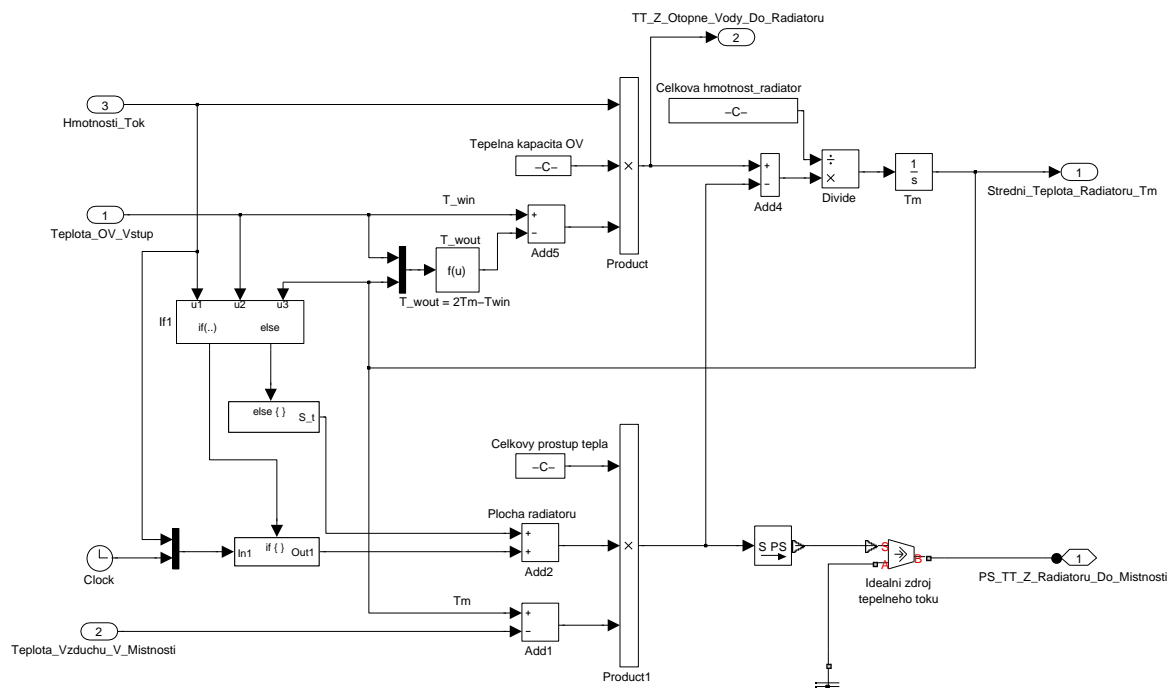 TT_Z_Otopne_Vody_Do_Radiatoru
2
Celkova hmotnost_radiator
–C–
3
Hmotnosti_Tok
Tepelna kapacita OV
–C–
×
Product
+
−
Add4
÷
×
Divide
1
s
Tm
1
Stredni_Teplota_Radiatoru_Tm
1
Teplota_OV_Vstup
T_win
+
−
Add5
T_wout
f(u)
T_wout = 2Tm−Twin
u1
u2
u3
if(..)
else
If1
else { }
S_t
Celkovy prostup tepla
–C–
Plocha radiatoru
+
+
Add2
×
Product1
Clock
In1
if { }
Out1
S PS
S
A
B
Idealni zdroj
tepelneho toku
1
PS_TT_Z_Radiatoru_Do_Mistnosti
Tm
+
−
Add1
2
Teplota_Vzduchu_V_Mistnosti